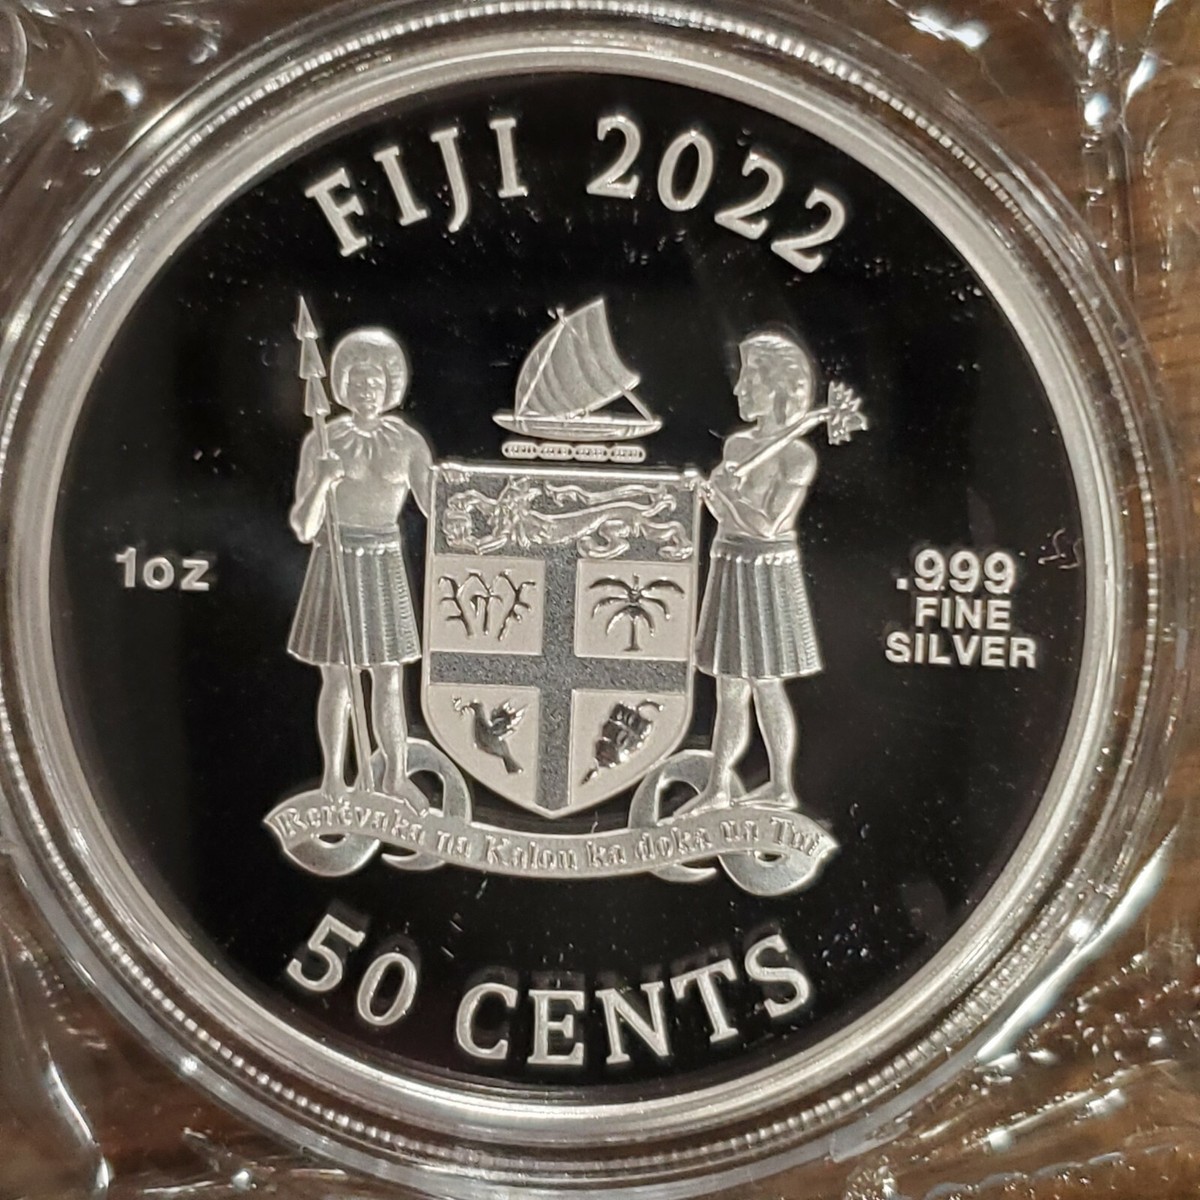 FIJI 2022
1oz
.999
FINE
SILVER
Rerevaka na Kalou ka doka na Tui
50 CENTS